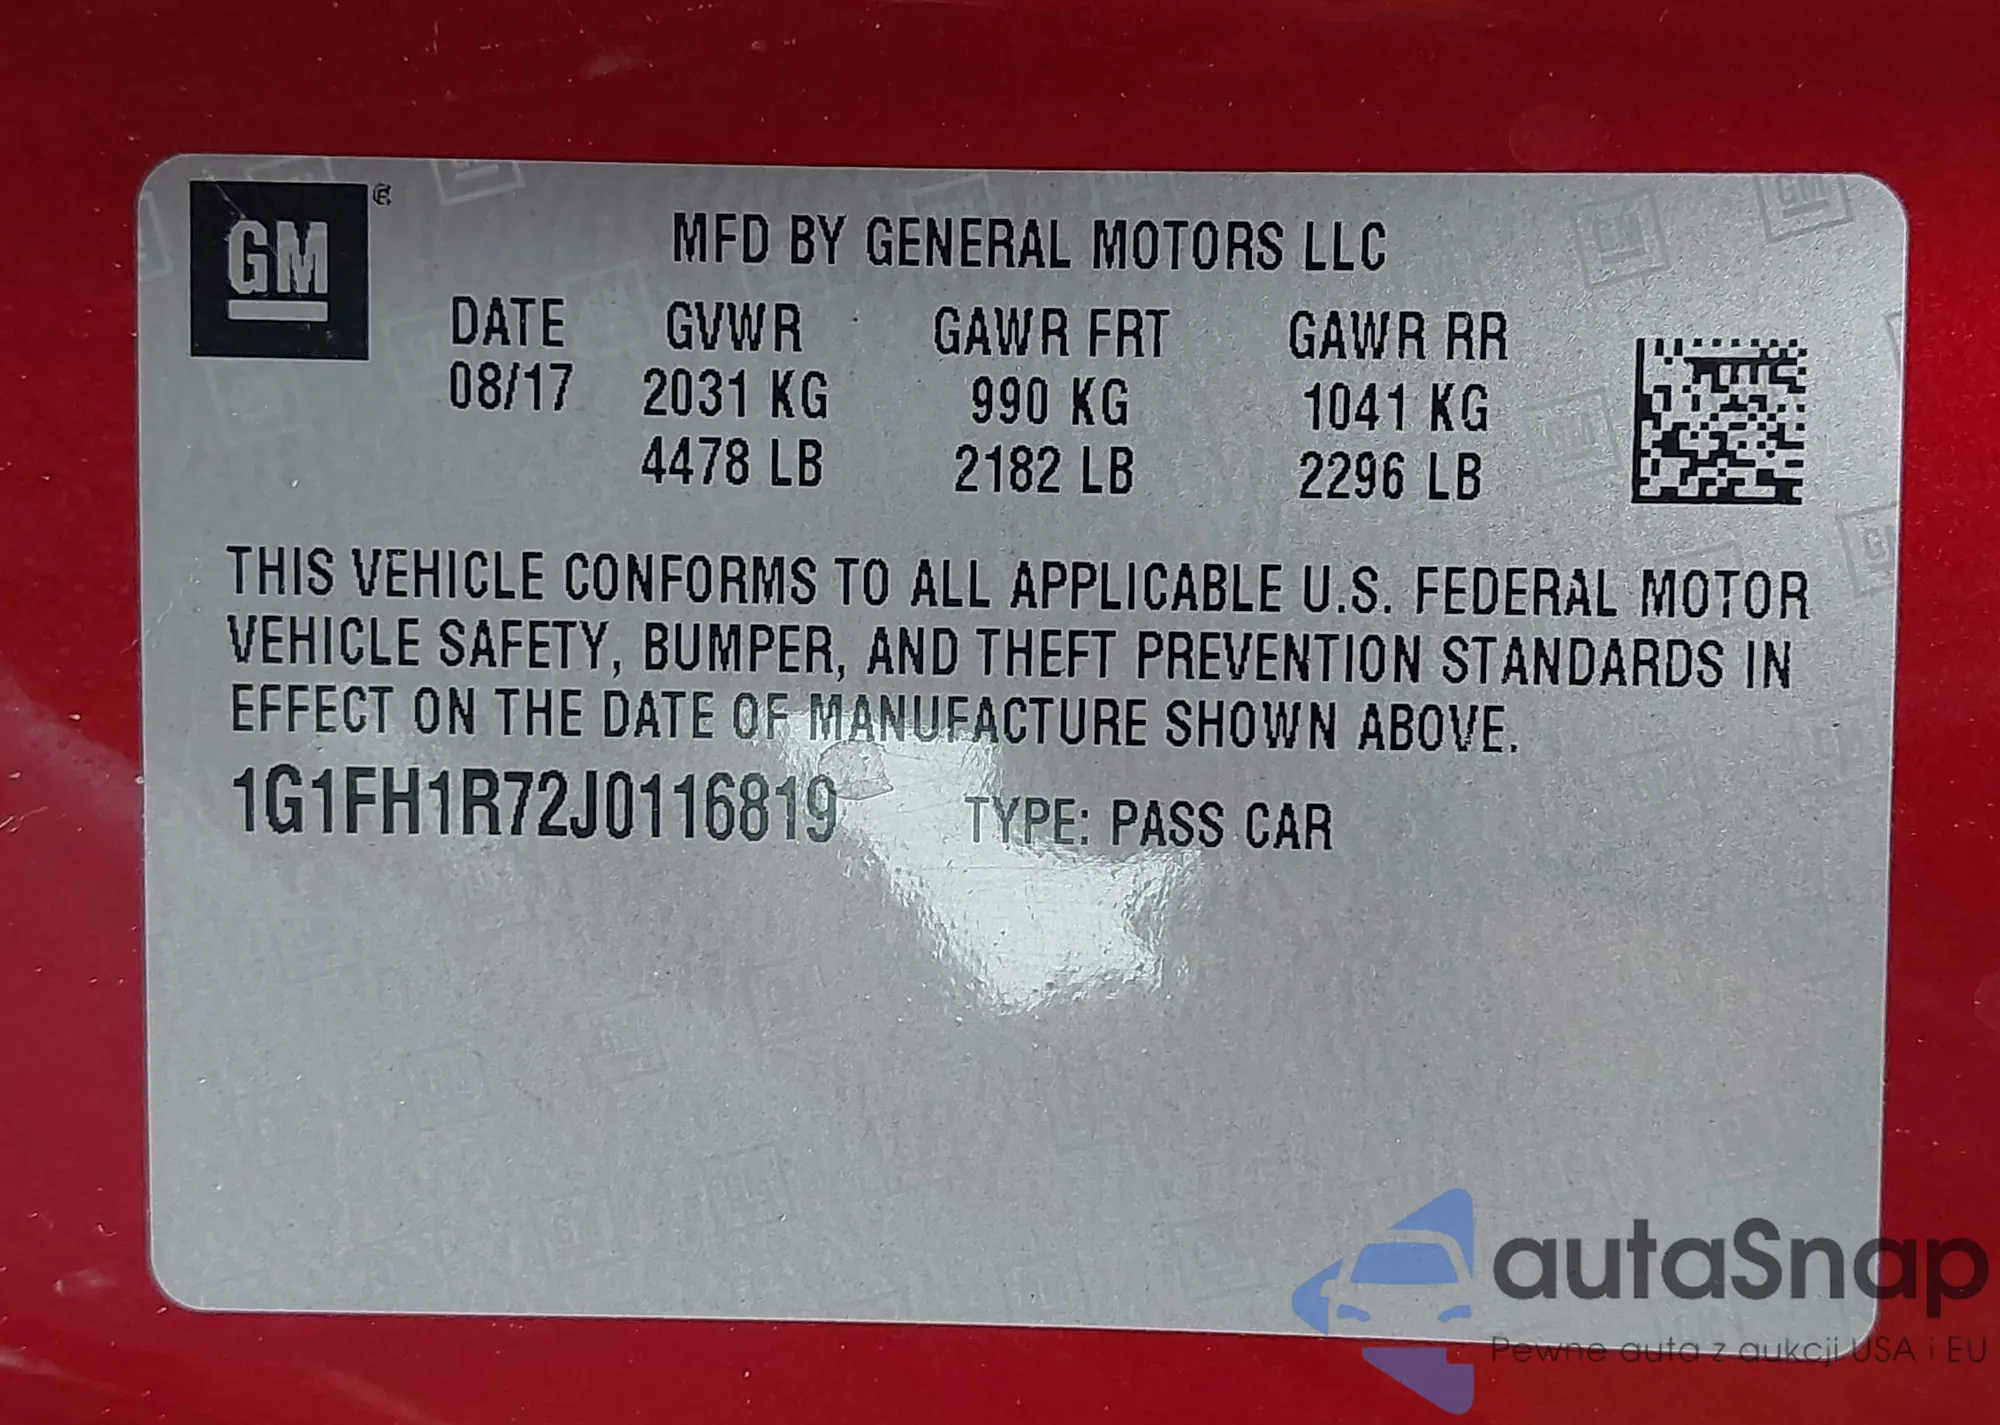 GM
®
MFD BY GENERAL MOTORS LLC
DATE GVWR GAWR FRT GAWR RR
08/17 2031 KG 990 KG 1041 KG
4478 LB 2182 LB 2296 LB
THIS VEHICLE CONFORMS TO ALL APPLICABLE U.S. FEDERAL MOTOR
VEHICLE SAFETY, BUMPER, AND THEFT PREVENTION STANDARDS IN
EFFECT ON THE DATE OF MANUFACTURE SHOWN ABOVE.
1G1FH1R72J0116819 TYPE: PASS CAR
autaSnap
Pewne auta z aukcji USA i EU